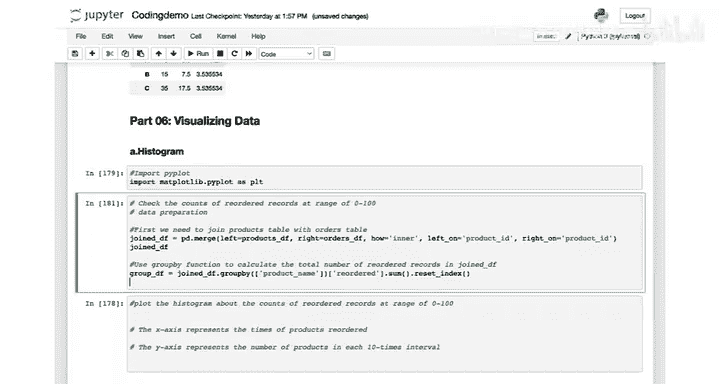 jupyter Codingdemo Last Checkpoint: Yesterday at 1:57 PM (unsaved changes)
Logout
File Edit View Insert Cell Kernel Help
Run Code
B 15 7.5 3.535534
C 35 17.5 3.535534
Part 06: Visualizing Data
a.Histogram
In [179]: #Import pyplot
import matplotlib.pyplot as plt
In [181]: # Check the counts of reordered records at range of 0-100
# data preparation
#First we need to join products table with orders table
joined_df = pd.merge(left=products_df, right=orders_df, how='inner', left_on='product_id', right_on='product_id')
joined_df
#Use groupby function to calculate the total number of reordered records in joined_df
group_df = joined_df.groupby(['product_name'])['reordered'].sum().reset_index()
In [178]: #plot the histogram about the counts of reordered records at range of 0-100
# The x-axis represents the times of products reordered
# The y-axis represents the number of products in each 10-times interval